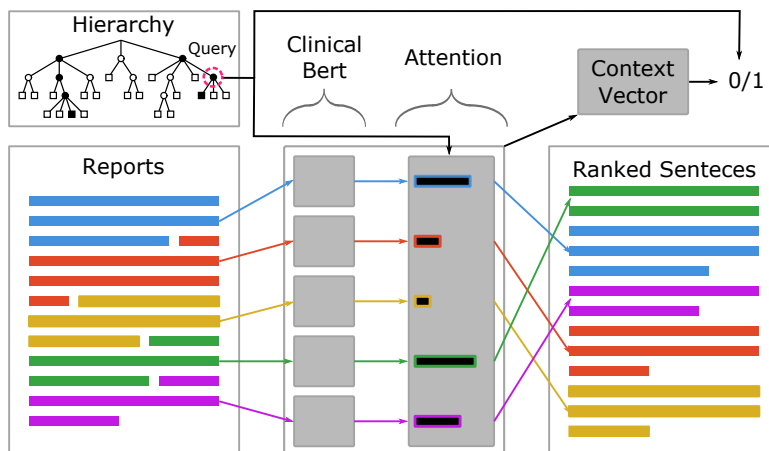 Hierarchy
Query
Clinical
Bert
Attention
Context
Vector
0/1
Reports
Ranked Senteces